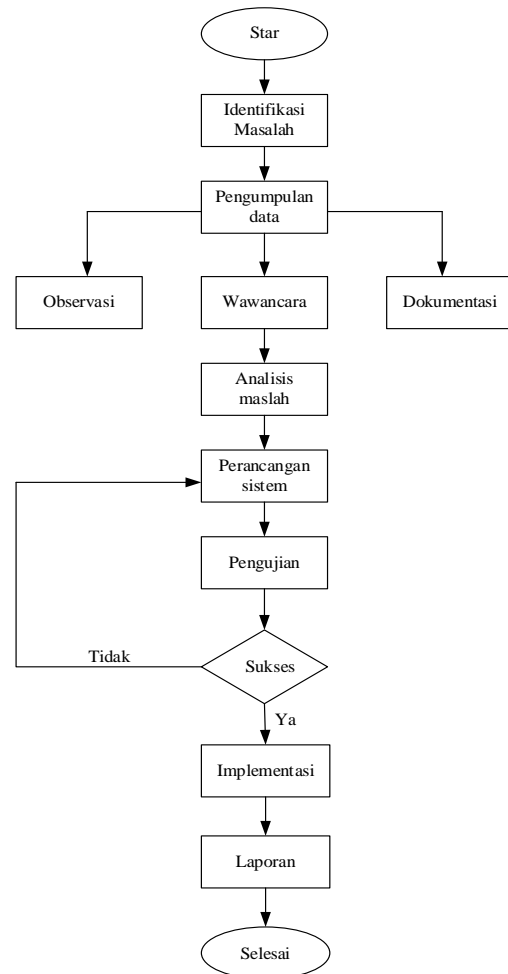 Star
Identifikasi
Masalah
Pengumpulan
data
Observasi
Wawancara
Dokumentasi
Analisis
maslah
Perancangan
sistem
Pengujian
Tidak
Sukses
Ya
Implementasi
Laporan
Selesai